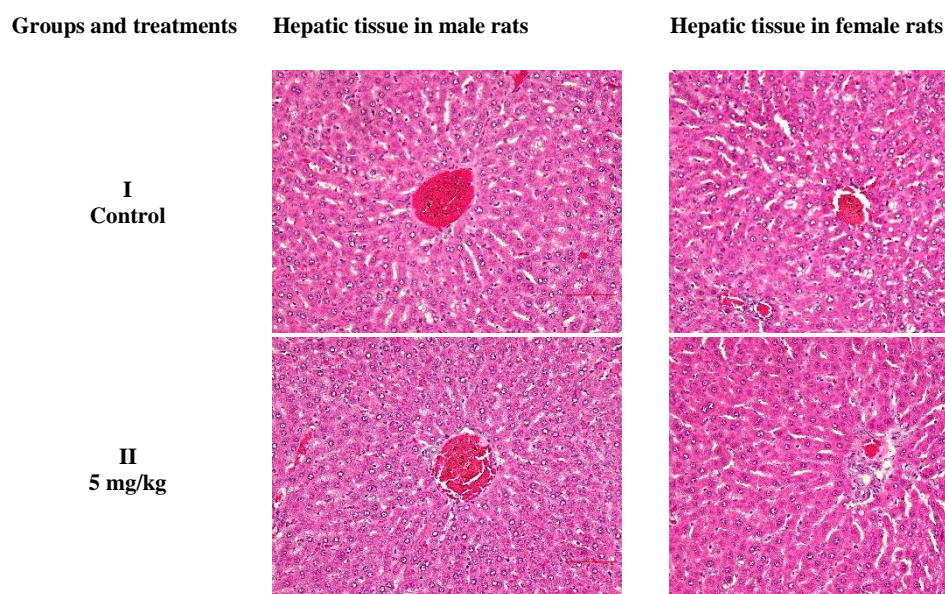 Groups and treatments
Hepatic tissue in male rats
Hepatic tissue in female rats
I
Control
II
5 mg/kg